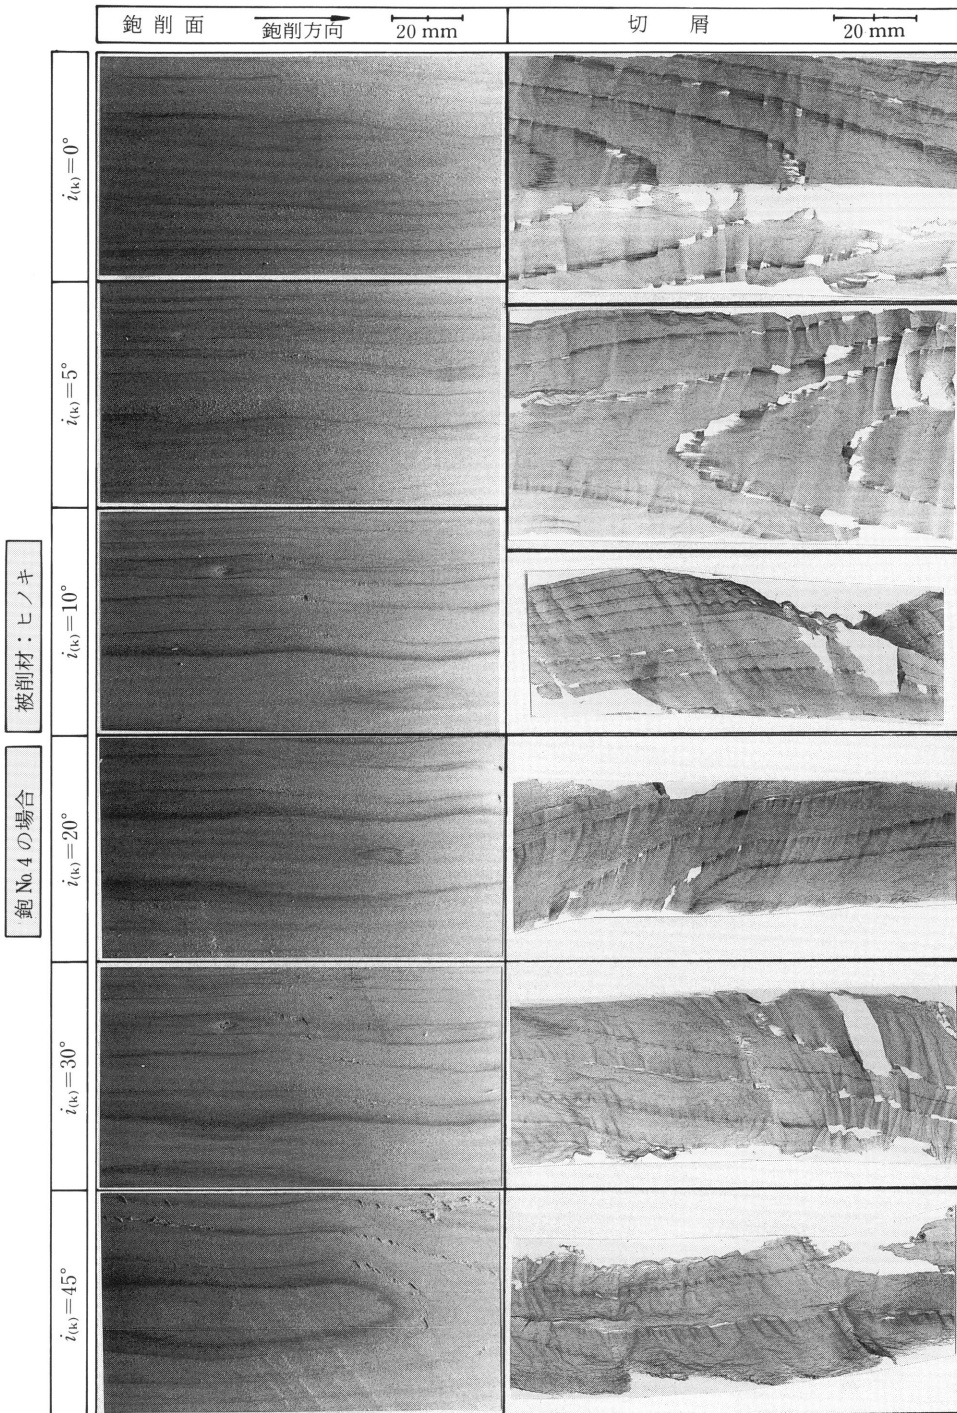 鉋削面
鉋削方向
20 mm
切屑
20 mm
i(k)=0°
i(k)=5°
i(k)=10°
i(k)=20°
i(k)=30°
i(k)=45°
被削材：ヒノキ
鉋 No. 4 の場合